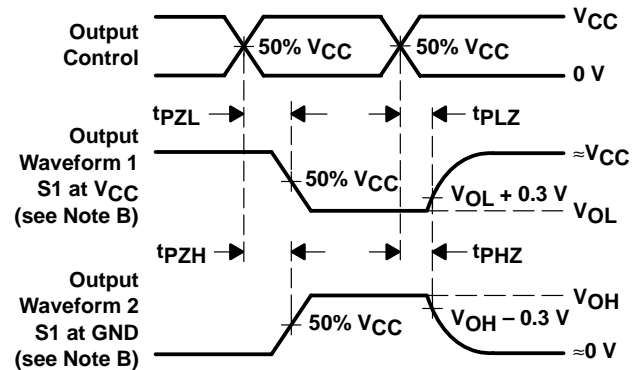 Output
Control
50% VCC
50% VCC
VCC
0 V
tPZL
tPLZ
Output
Waveform 1
S1 at VCC
(see Note B)
50% VCC
≈VCC
VOL + 0.3 V
VOL
tPZH
tPHZ
Output
Waveform 2
S1 at GND
(see Note B)
50% VCC
VOH
VOH − 0.3 V
≈0 V